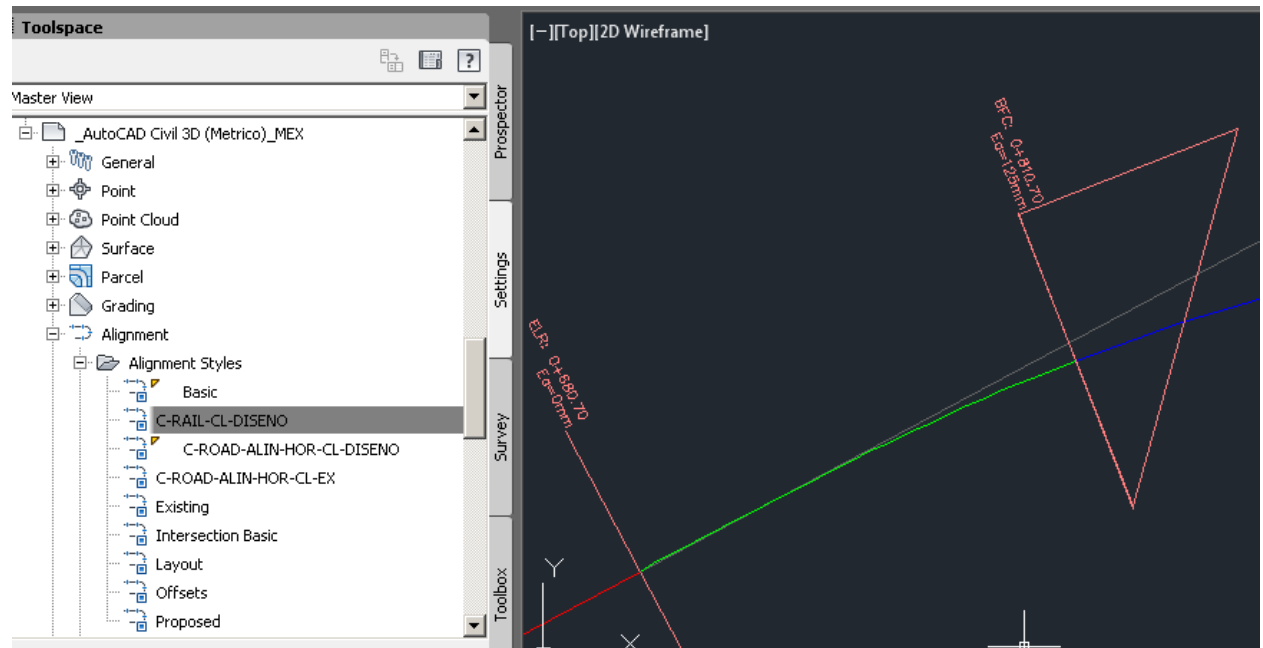 Toolspace
?
Master View
_AutoCAD Civil 3D (Metrico)_MEX
General
Point
Point Cloud
Surface
Parcel
Grading
Alignment
Alignment Styles
Basic
C-RAIL-CL-DISENO
C-ROAD-ALIN-HOR-CL-DISENO
C-ROAD-ALIN-HOR-CL-EX
Existing
Intersection Basic
Layout
Offsets
Proposed
Prospector
Settings
Survey
Toolbox
[−][Top][2D Wireframe]
BFC: 0+810.70
Ea=125mm
ELR: 0+680.70
Ea=0mm
Y
X